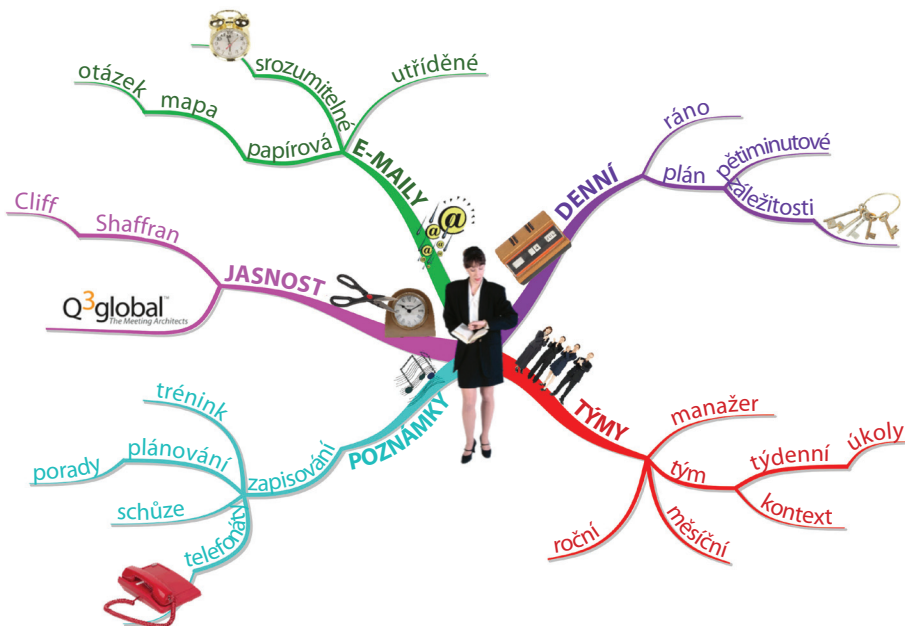 E-MAILY
srozumitelné
utříděné
papírová
mapa
otázek
DENNÍ
ráno
plán
pětiminutové
záležitosti
TÝMY
manažer
tým
týdenní
úkoly
kontext
měsíční
roční
POZNÁMKY
zapisování
trénink
plánování
porady
schůze
telefonáty
JASNOST
Shaffran
Cliff
Q3global™
The Meeting Architects